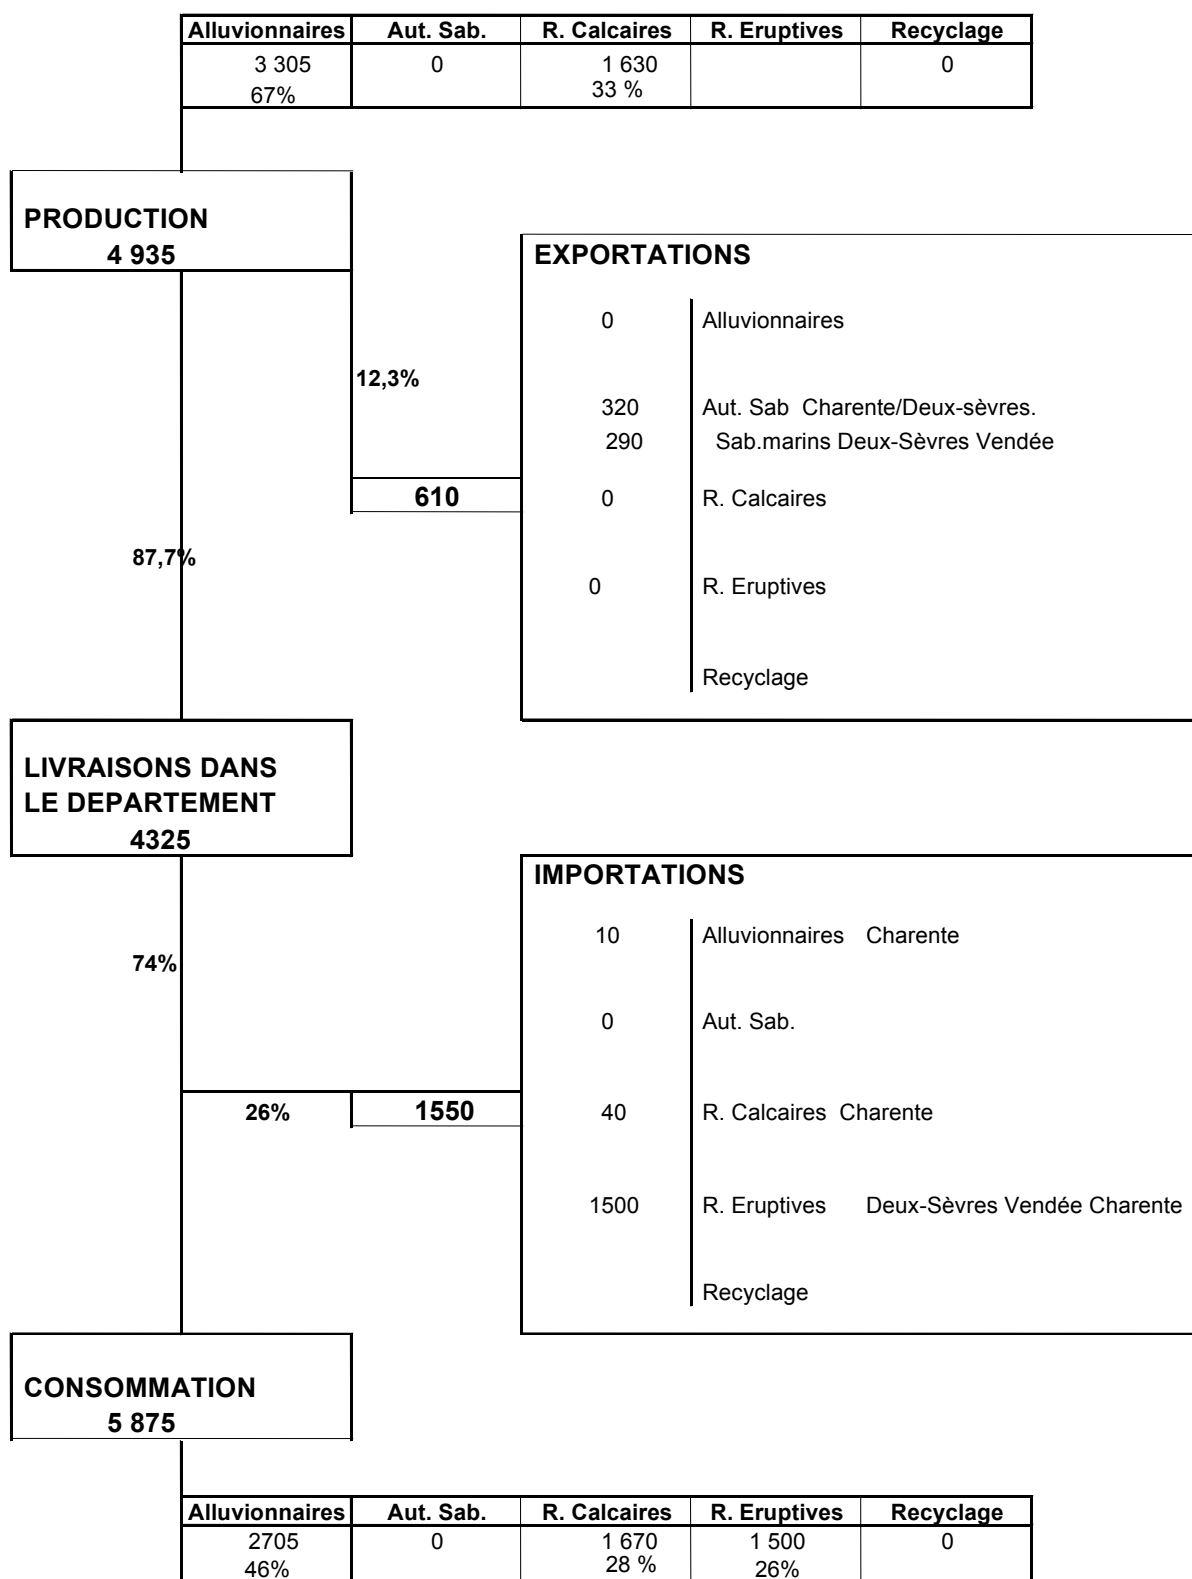 Alluvionnaires Aut. Sab. R. Calcaires R. Eruptives Recyclage
3 305 0 1 630 0
67% 33 %
PRODUCTION
4 935
EXPORTATIONS
0 Alluvionnaires
12,3%
320 Aut. Sab Charente/Deux-sèvres.
290 Sab.marins Deux-Sèvres Vendée
610 0 R. Calcaires
87,7%
0 R. Eruptives
Recyclage
LIVRAISONS DANS
LE DEPARTEMENT
4325
IMPORTATIONS
10 Alluvionnaires Charente
74%
0 Aut. Sab.
26% 1550 40 R. Calcaires Charente
1500 R. Eruptives Deux-Sèvres Vendée Charente
Recyclage
CONSOMMATION
5 875
Alluvionnaires Aut. Sab. R. Calcaires R. Eruptives Recyclage
2705 0 1 670 1 500 0
46% 28 % 26%